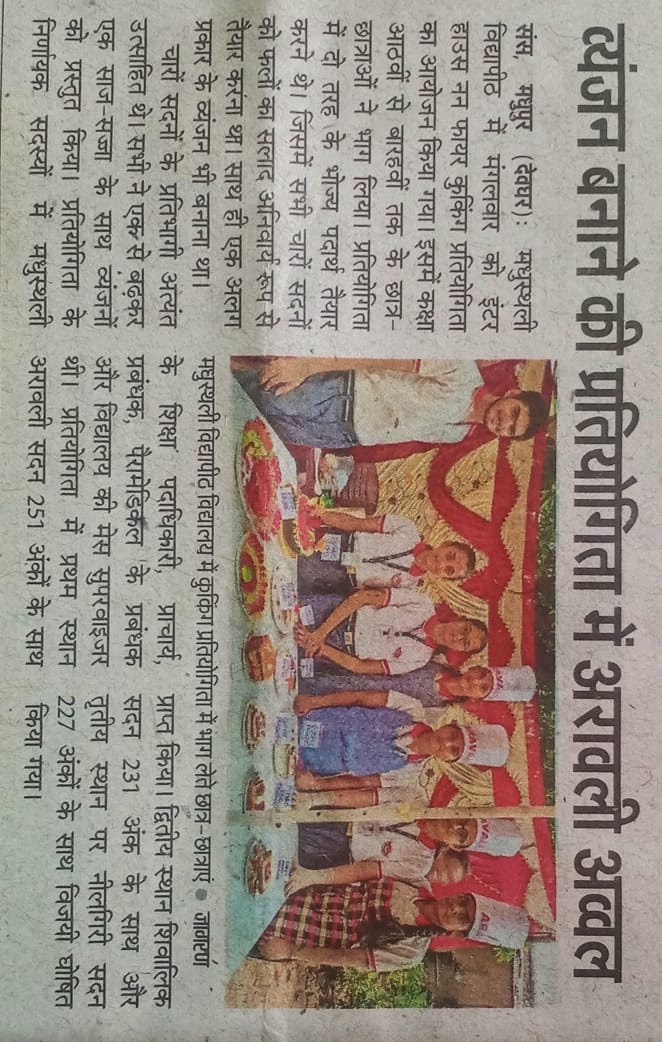 व्यंजन बनाने की प्रतियोगिता में अरावली अव्वल
संस, मधुपुर (देवघर): मधुस्थली
विद्यापीठ में मंगलवार को इंटर
हाउस नन फायर कुकिंग प्रतियोगिता
का आयोजन किया गया। इसमें कक्षा
आठवीं से बारहवीं तक के छात्र-
छात्राओं ने भाग लिया। प्रतियोगिता
में दो तरह के भोज्य पदार्थ तैयार
करने थे। जिसमें सभी चारों सदनों
को फलों का सलाद अनिवार्य रूप से
तैयार करना था। साथ ही एक अलग
प्रकार के व्यंजन भी बनाना था।
चारों सदनों के प्रतिभागी अत्यंत
उत्साहित थे। सभी ने एक से बढ़कर
एक साज-सज्जा के साथ व्यंजनों
को प्रस्तुत किया। प्रतियोगिता के
निर्णायक सदस्यों में मधुस्थली
AVA
ARAVAL
RAVALI
ARA
मधुस्थली विद्यापीठ विद्यालय में कुकिंग प्रतियोगिता में भाग लेते छात्र-छात्राएं ● जागरण
के शिक्षा पदाधिकारी, प्राचार्य,
प्रबंधक, पैरामेडिकल के प्रबंधक
और विद्यालय की मेस सुपरवाइजर
थी। प्रतियोगिता में प्रथम स्थान
अरावली सदन 251 अंकों के साथ
प्राप्त किया। द्वितीय स्थान शिवालिक
सदन 231 अंक के साथ और
तृतीय स्थान पर नीलगिरी सदन
227 अंकों के साथ विजयी घोषित
किया गया।